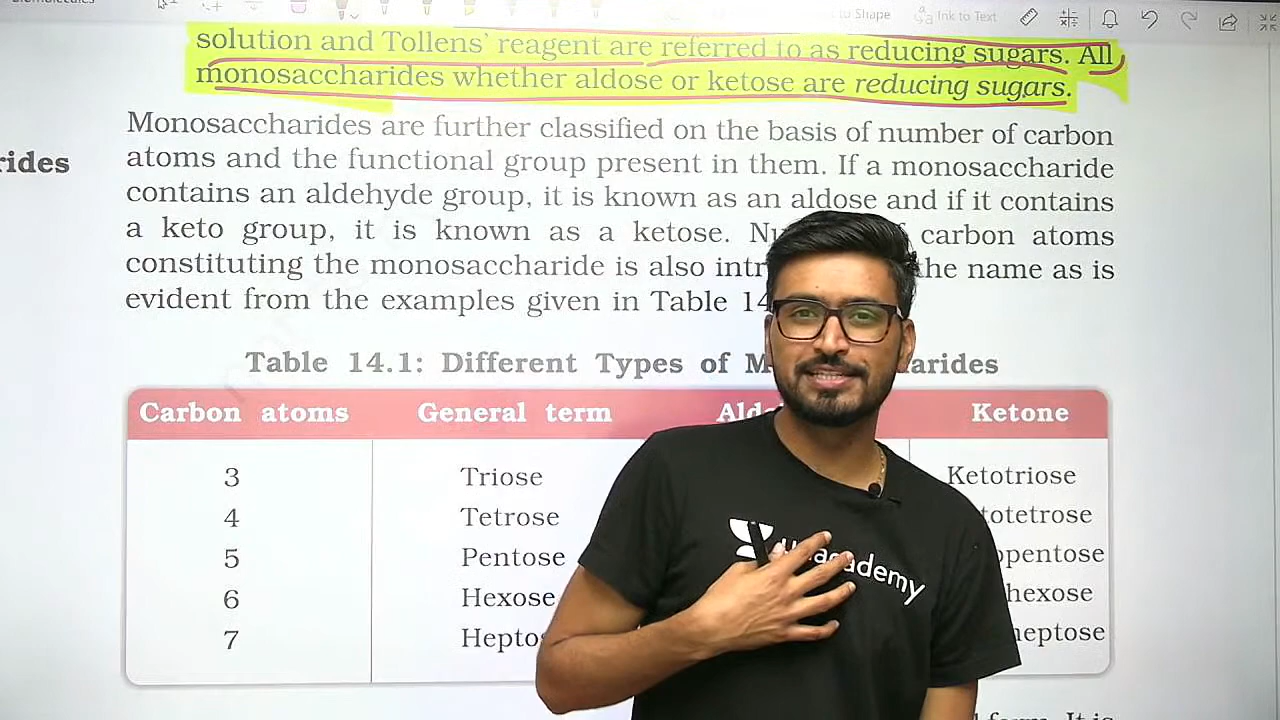 to Shape Ink to Text
solution and Tollens' reagent are referred to as reducing sugars. All
monosaccharides whether aldose or ketose are reducing sugars.
Monosaccharides are further classified on the basis of number of carbon
rides
atoms and the functional group present in them. If a monosaccharide
contains an aldehyde group, it is known as an aldose and if it contains
a keto group, it is known as a ketose. Nu carbon atoms
constituting the monosaccharide is also intr the name as is
evident from the examples given in Table 14
Table 14.1: Different Types of M arides
Carbon atoms General term Ald Ketone
3 Triose Ketotriose
4 Tetrose totetrose
5 Pentose pentose
6 Hexose hexose
7 Hepto heptose
unacademy